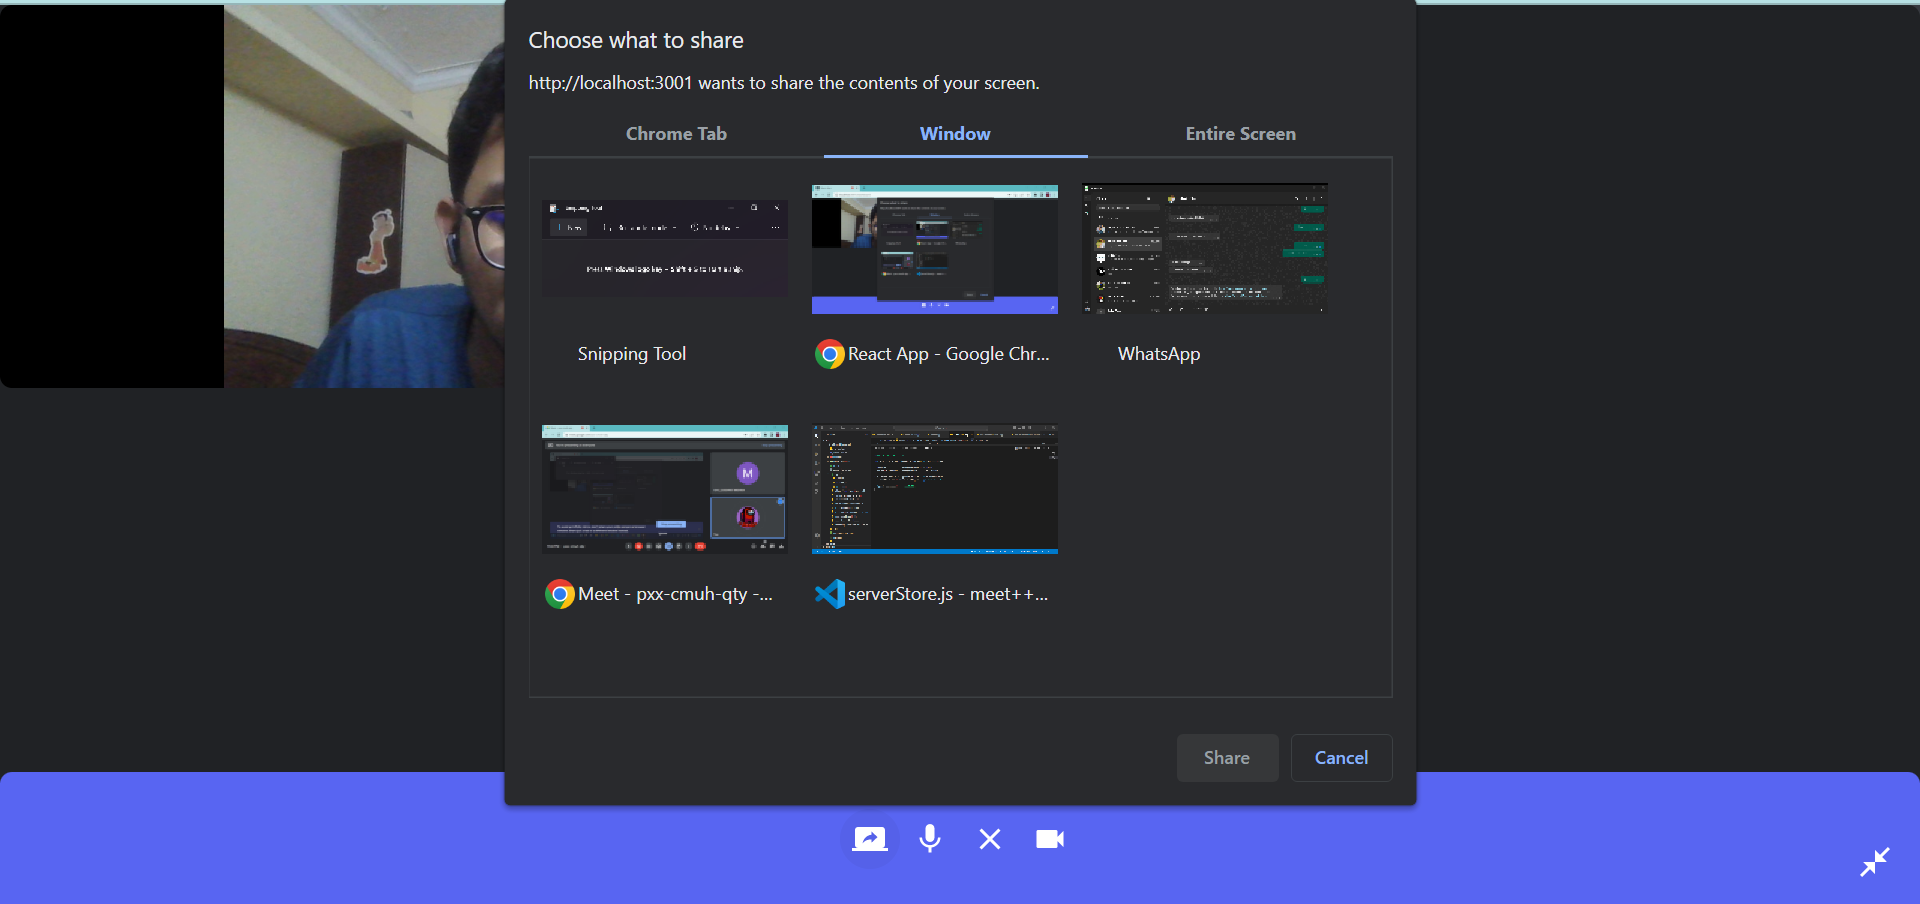 Choose what to share
http://localhost:3001 wants to share the contents of your screen.
Chrome Tab
Window
Entire Screen
Snipping Tool
React App - Google Chr...
WhatsApp
Meet - pxx-cmuh-qty -...
serverStore.js - meet++...
Share
Cancel